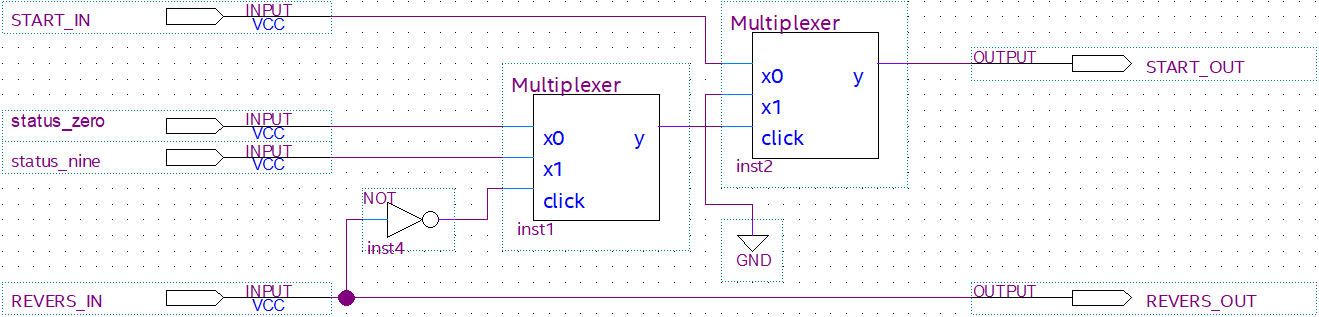 START_IN
INPUT
VCC
Multiplexer
x0
y
x1
click
inst2
OUTPUT
START_OUT
Multiplexer
status_zero
INPUT
VCC
x0
y
status_nine
INPUT
VCC
x1
click
inst1
NOT
inst4
GND
REVERS_IN
INPUT
VCC
OUTPUT
REVERS_OUT